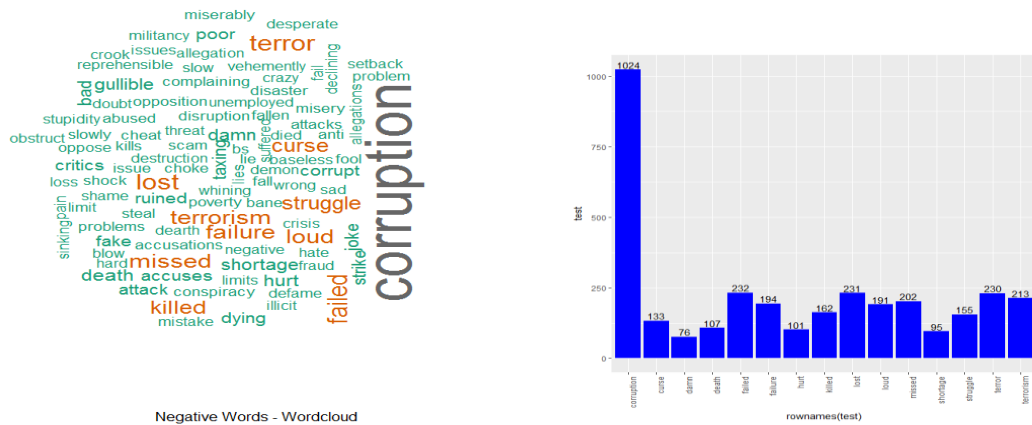 miserably
desperate
militancy poor terror
crook issues allegation
reprehensible slow vehemently fall declining setback
bad gullible complaining crazy problem
disaster
doubt opposition unemployed misery allegations
stupidity abused disruption fallen attacks
obstruct slowly cheat threat damn died anti
oppose kills scam taxing bs suffered curse
destruction lie baseless fool
critics issue choke lies demon corrupt corruption
loss shock lost fall wrong
shame ruined whining sad
limit poverty bane struggle
sinking pain steal terrorism
problems dearth failure crisis loud joke
fake accusations negative
blow missed hate
hard shortage fraud strike
death accuses limits hurt
attack conspiracy defame failed
killed illicit
mistake dying
Negative Words - Wordcloud
test
1000
750
500
250
0
1024
133
76
107
232
194
101
162
231
191
202
95
155
230
213
corruption
curse
damn
death
failed
failure
hurt
killed
lost
loud
missed
shortage
struggle
terror
terrorism
rownames(test)